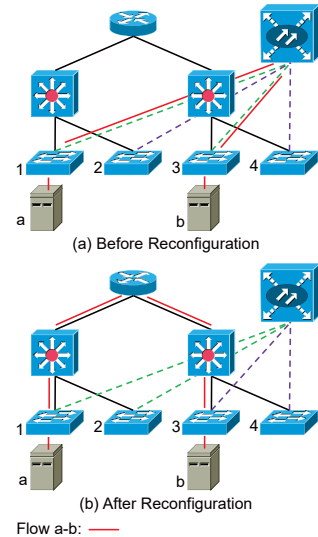 1
2
3
4
a
b
(a) Before Reconfiguration
1
2
3
4
a
b
(b) After Reconfiguration
Flow a-b: